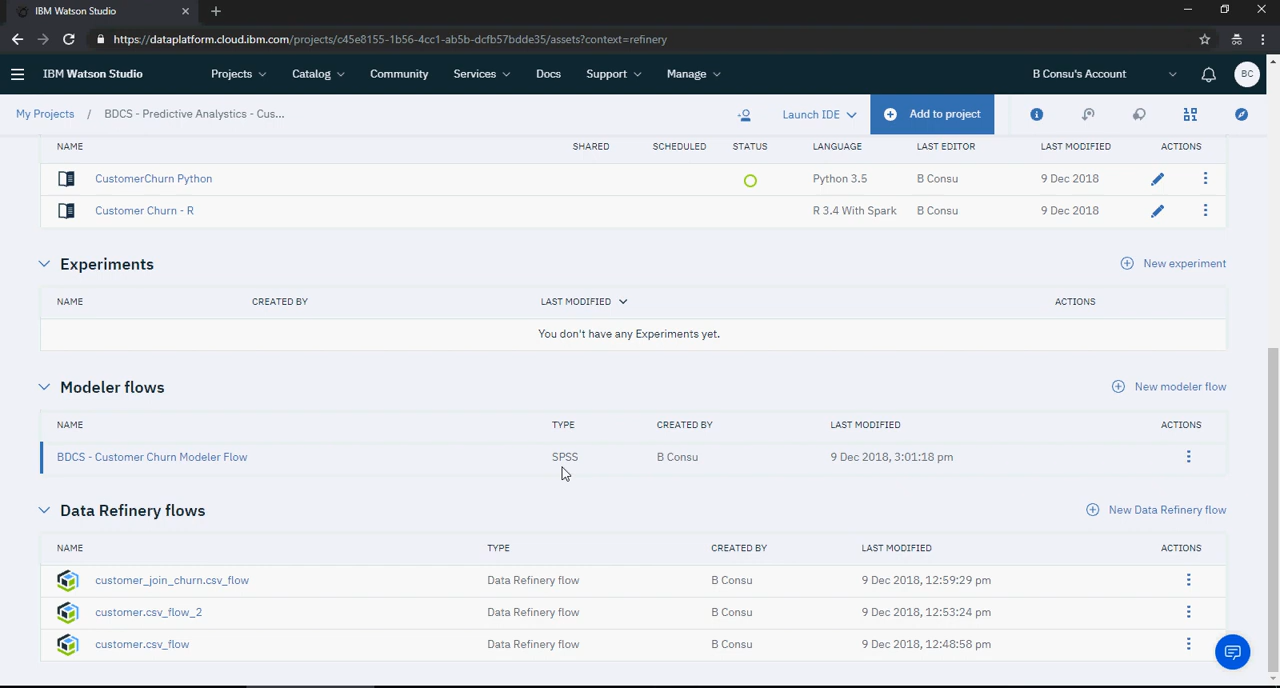 IBM Watson Studio
https://dataplatform.cloud.ibm.com/projects/c45e8155-1b56-4cc1-ab5b-dcfb57bdde35/assets?context=refinery
IBM Watson Studio Projects Catalog Community Services Docs Support Manage B Consu's Account BC
My Projects / BDCS - Predictive Analystics - Cus... Launch IDE Add to project
NAME SHARED SCHEDULED STATUS LANGUAGE LAST EDITOR LAST MODIFIED ACTIONS
CustomerChurn Python Python 3.5 B Consu 9 Dec 2018
Customer Churn - R R 3.4 With Spark B Consu 9 Dec 2018
Experiments New experiment
NAME CREATED BY LAST MODIFIED ACTIONS
You don't have any Experiments yet.
Modeler flows New modeler flow
NAME TYPE CREATED BY LAST MODIFIED ACTIONS
BDCS - Customer Churn Modeler Flow SPSS B Consu 9 Dec 2018, 3:01:18 pm
Data Refinery flows New Data Refinery flow
NAME TYPE CREATED BY LAST MODIFIED ACTIONS
customer_join_churn.csv_flow Data Refinery flow B Consu 9 Dec 2018, 12:59:29 pm
customer.csv_flow_2 Data Refinery flow B Consu 9 Dec 2018, 12:53:24 pm
customer.csv_flow Data Refinery flow B Consu 9 Dec 2018, 12:48:58 pm